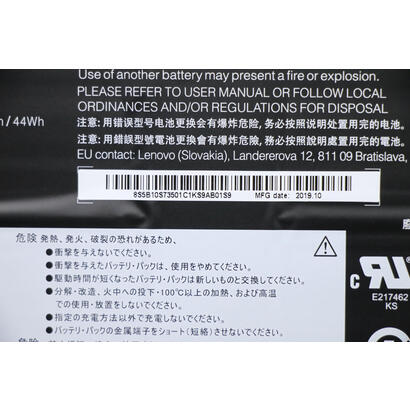 Use of another battery may present a fire or explosion.
PLEASE REFER TO USER MANUAL OR FOLLOW LOCAL
ORDINANCES AND/OR REGULATIONS FOR DISPOSAL
/ 44Wh
注意: 用错误型号电池更换会有爆炸危险, 务必按照说明处置用完的电池。
注意: 用錯誤型號電池更換會有爆炸危險, 務必按照說明處置用完的電池。
EU contact: Lenovo (Slovakia), Landererova 12, 811 09 Bratislava,
8S5B10S73501C1KS9AB01S9 MFG date: 2019.10
危険 発熱、発火、破裂の恐れがあるため、
●衝撃を与えないでください。
●衝撃を与えたバッテリ・パックは、使用をやめてください。
●駆動時間が短くなったバッテリ・パックは新しいものと交換してください。
●分解・改造、火中への投下・100℃以上の加熱、および高温
での使用・放置をしないでください。
●指定の充電方法以外で充電しないでください。
●バッテリ・パックの金属端子をショート(短絡)させないでください。
c RU
E217462
KS